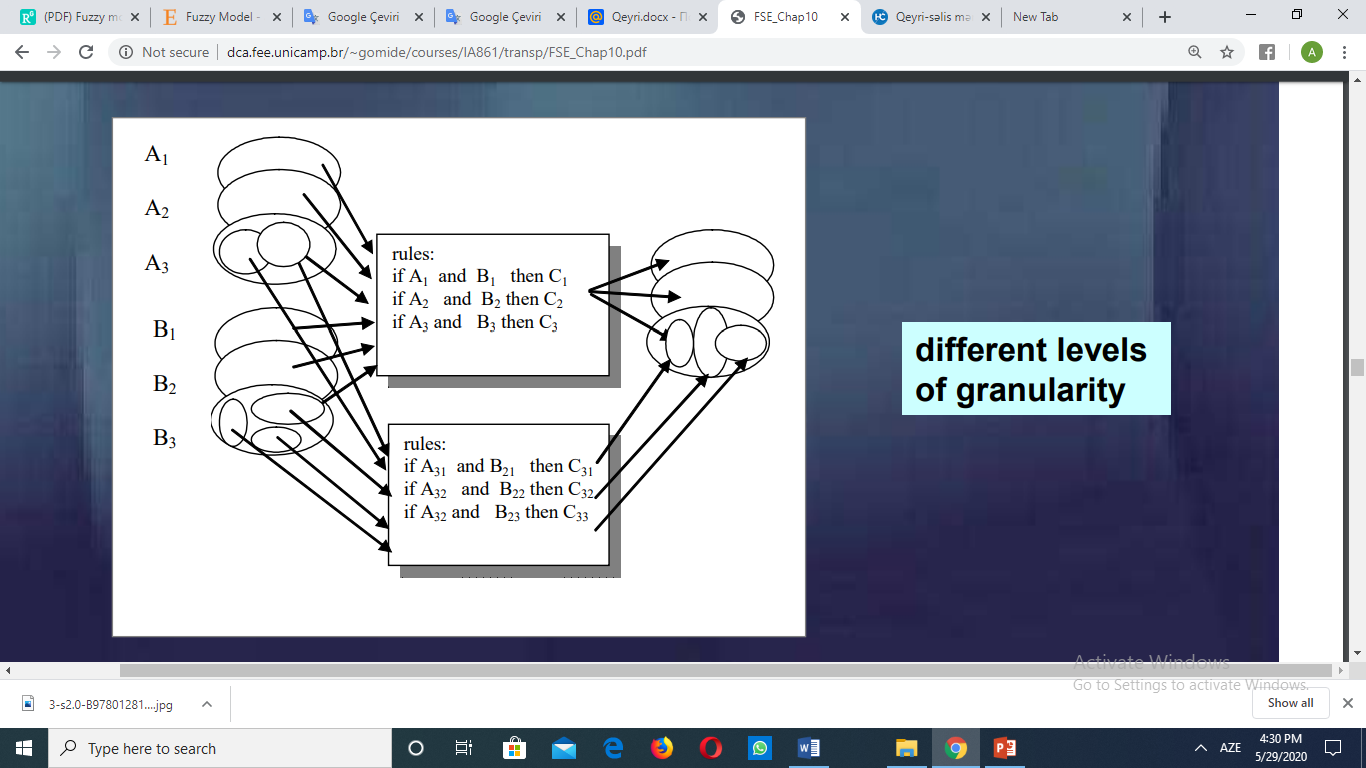 (PDF) Fuzzy mo
Fuzzy Model -
Google Çeviri
Google Çeviri
Qeyri.docx - П
FSE_Chap10
Qeyri-səlis mə
New Tab
Not secure
dca.fee.unicamp.br/~gomide/courses/IA861/transp/FSE_Chap10.pdf
A
A1
A2
A3
B1
B2
B3
rules:
if A1 and B1 then C1
if A2 and B2 then C2
if A3 and B3 then C3
rules:
if A31 and B21 then C31
if A32 and B22 then C32
if A32 and B23 then C33
different levels
of granularity
Activate Windows
Go to Settings to activate Windows.
3-s2.0-B97801281....jpg
Show all
Type here to search
AZE
4:30 PM
5/29/2020